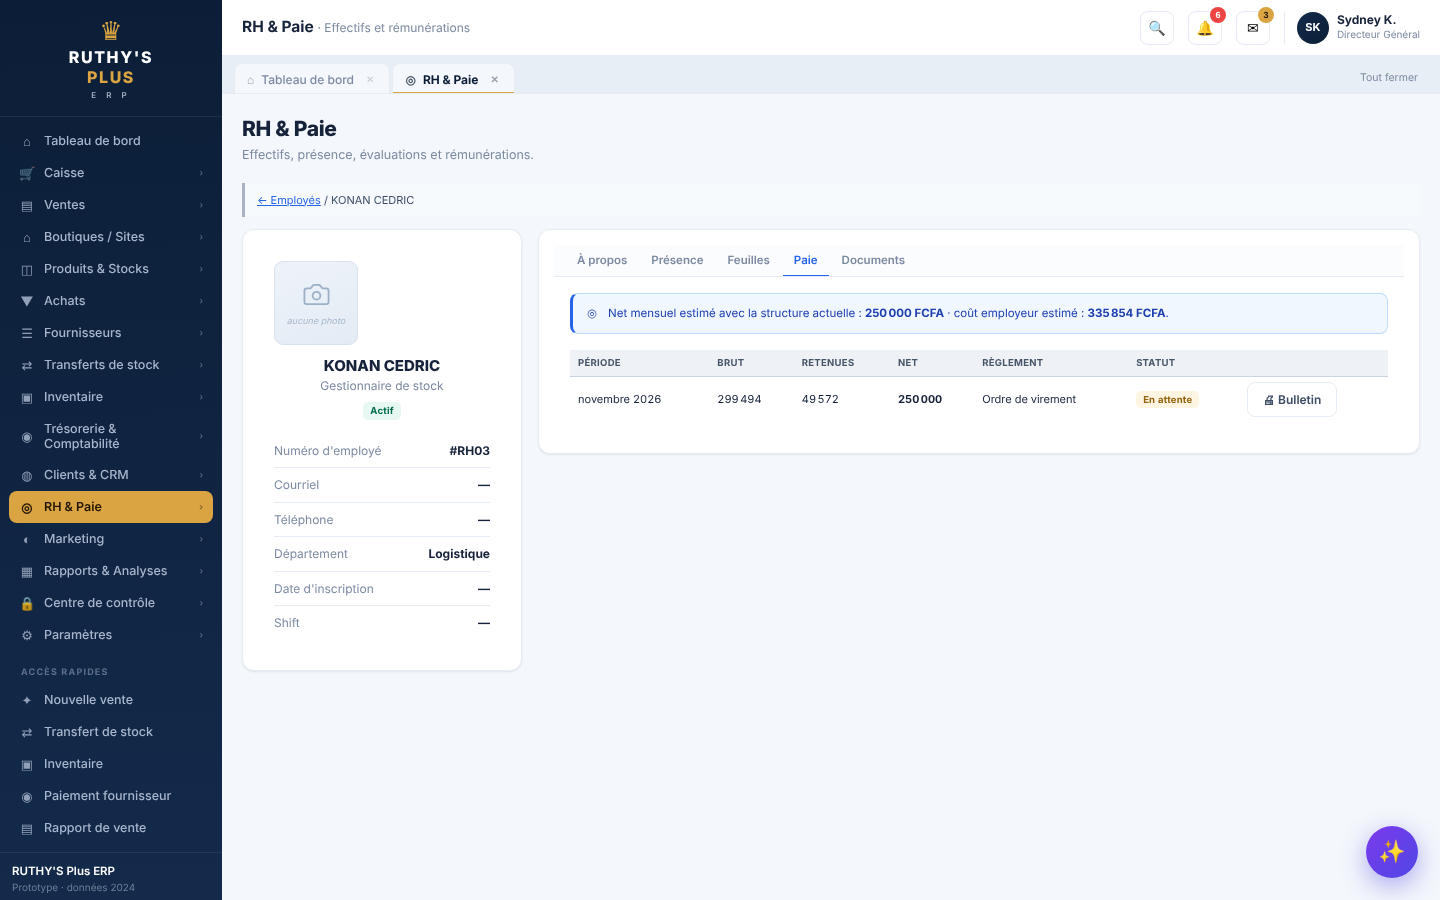 RUTHY'S
PLUS
ERP
Tableau de bord
Caisse
Ventes
Boutiques / Sites
Produits & Stocks
Achats
Fournisseurs
Transferts de stock
Inventaire
Trésorerie &
Comptabilité
Clients & CRM
RH & Paie
Marketing
Rapports & Analyses
Centre de contrôle
Paramètres
ACCÈS RAPIDES
Nouvelle vente
Transfert de stock
Inventaire
Paiement fournisseur
Rapport de vente
RUTHY'S Plus ERP
Prototype · données 2024
RH & Paie · Effectifs et rémunérations
6
3
SK
Sydney K.
Directeur Général
Tableau de bord ×
RH & Paie ×
Tout fermer
RH & Paie
Effectifs, présence, évaluations et rémunérations.
← Employés / KONAN CEDRIC
aucune photo
KONAN CEDRIC
Gestionnaire de stock
Actif
Numéro d'employé #RH03
Courriel —
Téléphone —
Département Logistique
Date d'inscription —
Shift —
À propos Présence Feuilles Paie Documents
Net mensuel estimé avec la structure actuelle : 250 000 FCFA · coût employeur estimé : 335 854 FCFA.
PÉRIODE BRUT RETENUES NET RÈGLEMENT STATUT
novembre 2026 299 494 49 572 250 000 Ordre de virement En attente Bulletin